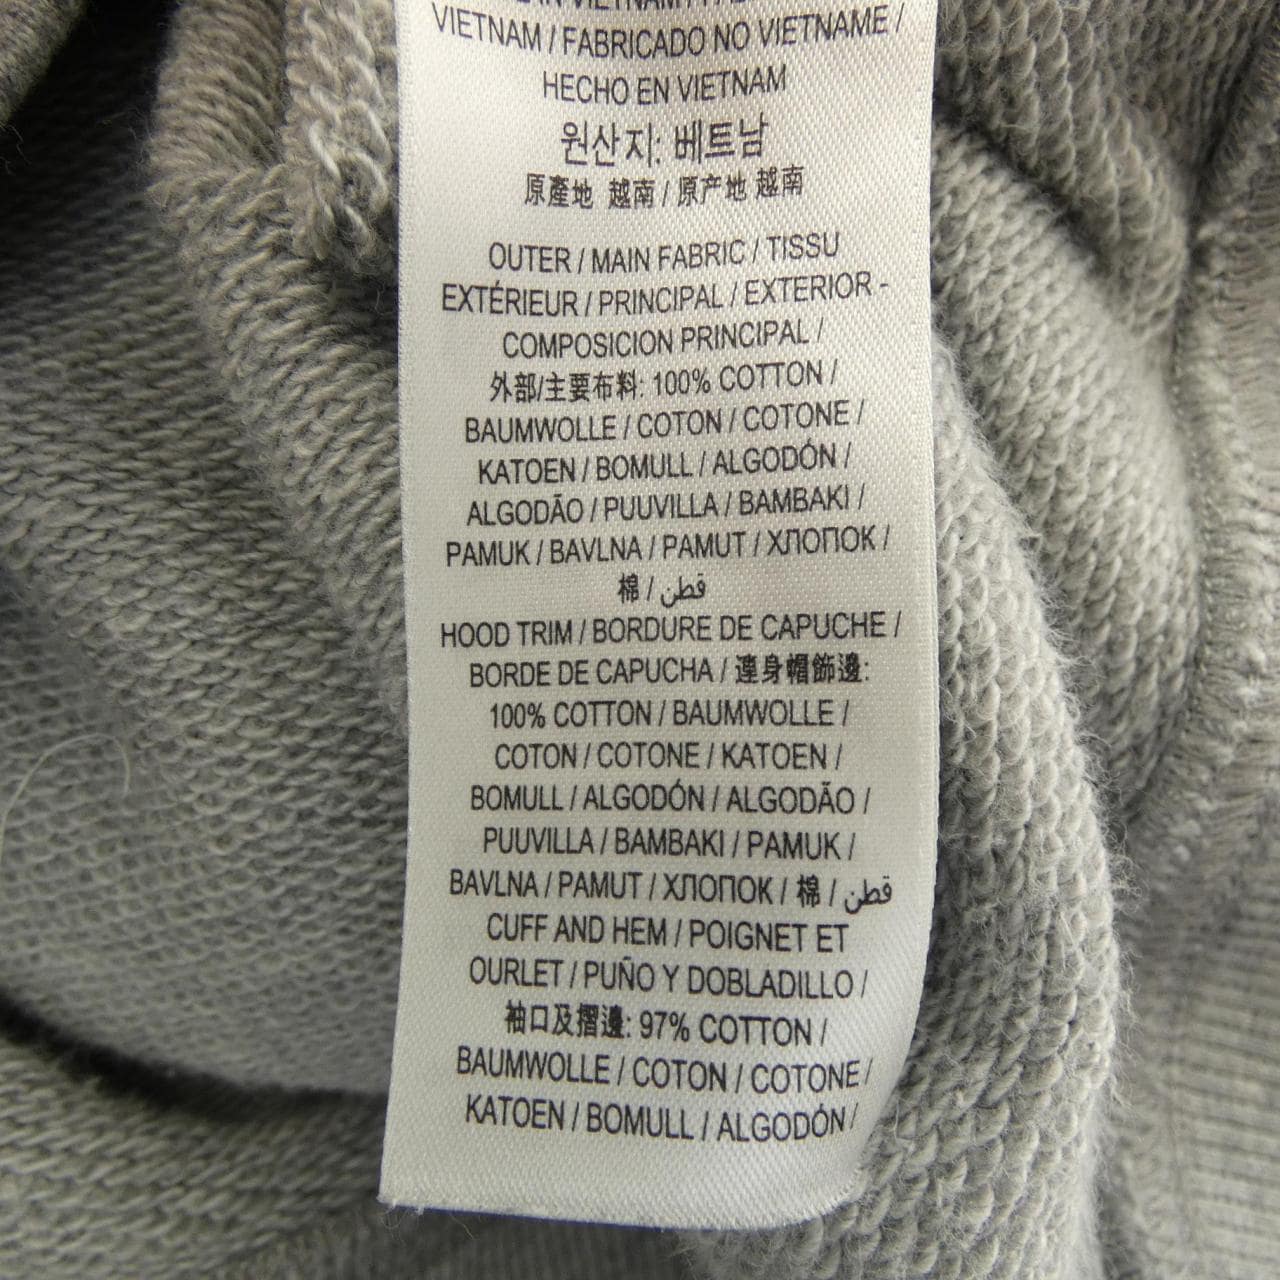 IN VIETNAM /
VIETNAM / FABRICADO NO VIETNAME /
HECHO EN VIETNAM
원산지: 베트남
原產地 越南 / 原产地 越南
OUTER / MAIN FABRIC / TISSU
EXTÉRIEUR / PRINCIPAL / EXTERIOR -
COMPOSICION PRINCIPAL /
外部/主要布料: 100% COTTON /
BAUMWOLLE / COTON / COTONE /
KATOEN / BOMULL / ALGODÓN /
ALGODÃO / PUUVILLA / BAMBAKI /
PAMUK / BAVLNA / PAMUT / ХЛОПОК /
棉 / قطن
HOOD TRIM / BORDURE DE CAPUCHE /
BORDE DE CAPUCHA / 連身帽飾邊:
100% COTTON / BAUMWOLLE /
COTON / COTONE / KATOEN /
BOMULL / ALGODÓN / ALGODÃO /
PUUVILLA / BAMBAKI / PAMUK /
BAVLNA / PAMUT / ХЛОПОК / 棉 / قطن
CUFF AND HEM / POIGNET ET
OURLET / PUÑO Y DOBLADILLO /
袖口及摺邊: 97% COTTON /
BAUMWOLLE / COTON / COTONE /
KATOEN / BOMULL / ALGODÓN /